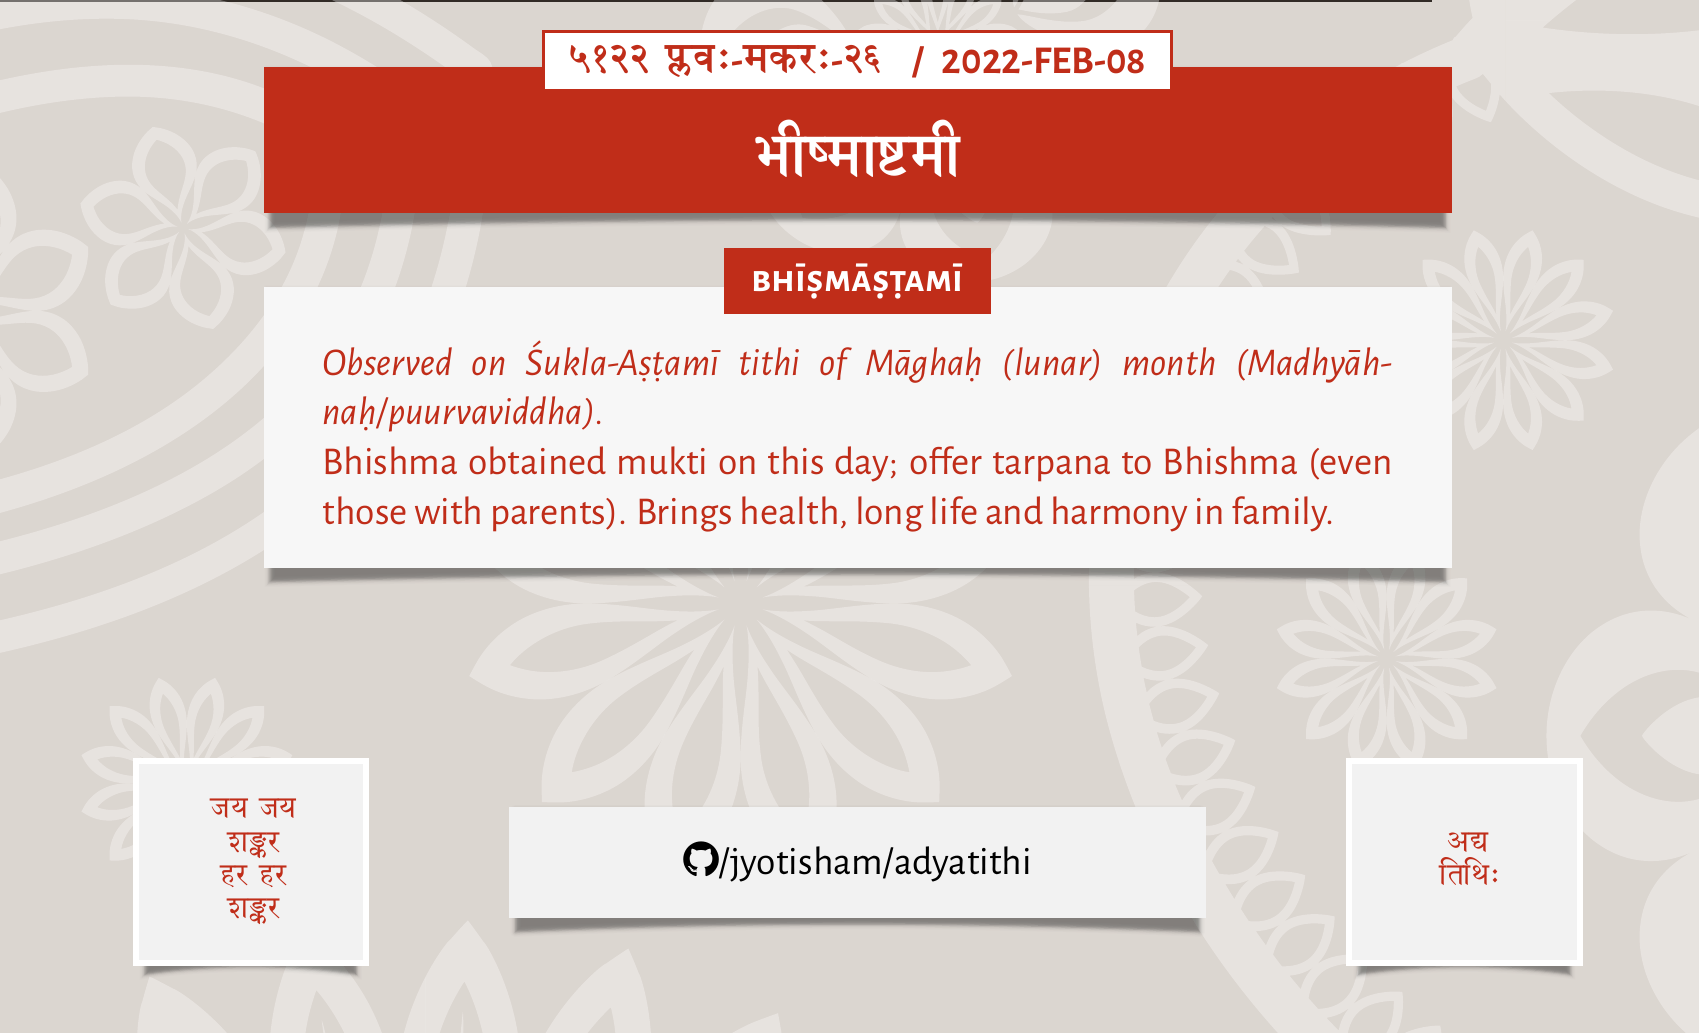 ५१२२ प्लवः-मकरः-२६ / 2022-FEB-08
भीष्माष्टमी
BHĪṢMĀṢṬAMĪ
Observed on Śukla-Aṣṭamī tithi of Māghaḥ (lunar) month (Madhyāh-
naḥ/puurvaviddha).
Bhishma obtained mukti on this day; offer tarpana to Bhishma (even
those with parents). Brings health, long life and harmony in family.
जय जय
शङ्कर
हर हर
शङ्कर
/jyotisham/adyatithi
अद्य
तिथिः